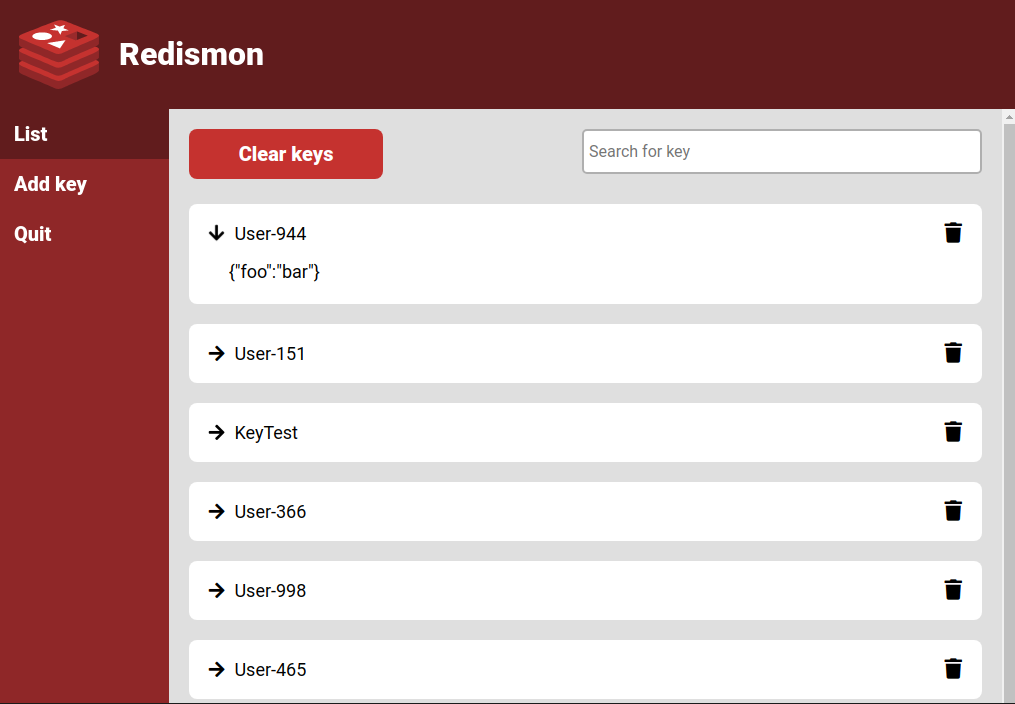 Redismon
List
Add key
Quit
Clear keys
Search for key
User-944
{"foo":"bar"}
User-151
KeyTest
User-366
User-998
User-465